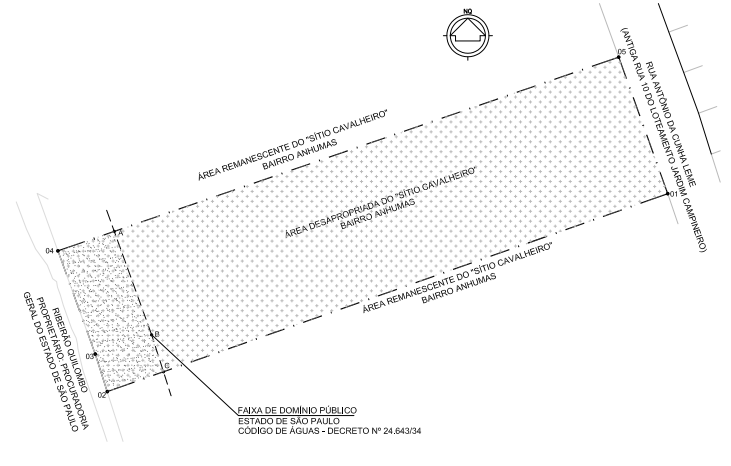 NQ
05
RUA ANTÔNIO DA CUNHA LEME
(ANTIGA RUA 10 DO LOTEAMENTO JARDIM CAMPINEIRO)
ÁREA REMANESCENTE DO "SÍTIO CAVALHEIRO"
BAIRRO ANHUMAS
ÁREA DESAPROPRIADA DO "SÍTIO CAVALHEIRO"
BAIRRO ANHUMAS
01
A
04
ÁREA REMANESCENTE DO "SÍTIO CAVALHEIRO"
BAIRRO ANHUMAS
RIBEIRÃO QUILOMBO
PROPRIETÁRIO: PROCURADORIA
GERAL DO ESTADO DE SÃO PAULO
B
03
C
02
FAIXA DE DOMÍNIO PÚBLICO
ESTADO DE SÃO PAULO
CÓDIGO DE ÁGUAS - DECRETO Nº 24.643/34